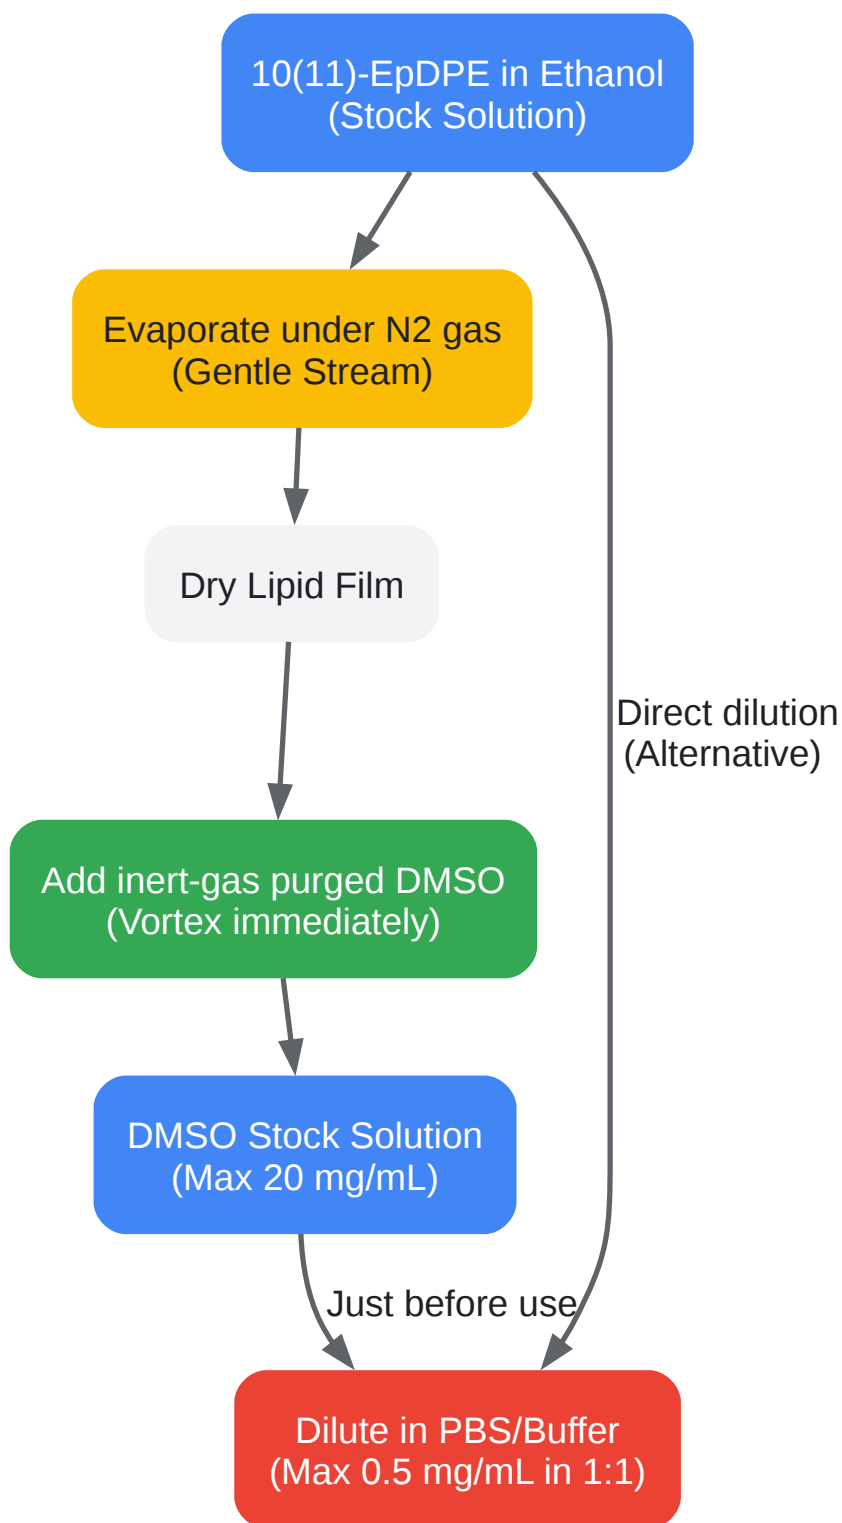 10(11)-EpDPE in Ethanol
(Stock Solution)
Evaporate under N2 gas
(Gentle Stream)
Dry Lipid Film
Direct dilution
(Alternative)
Add inert-gas purged DMSO
(Vortex immediately)
DMSO Stock Solution
(Max 20 mg/mL)
Just before use
Dilute in PBS/Buffer
(Max 0.5 mg/mL in 1:1)